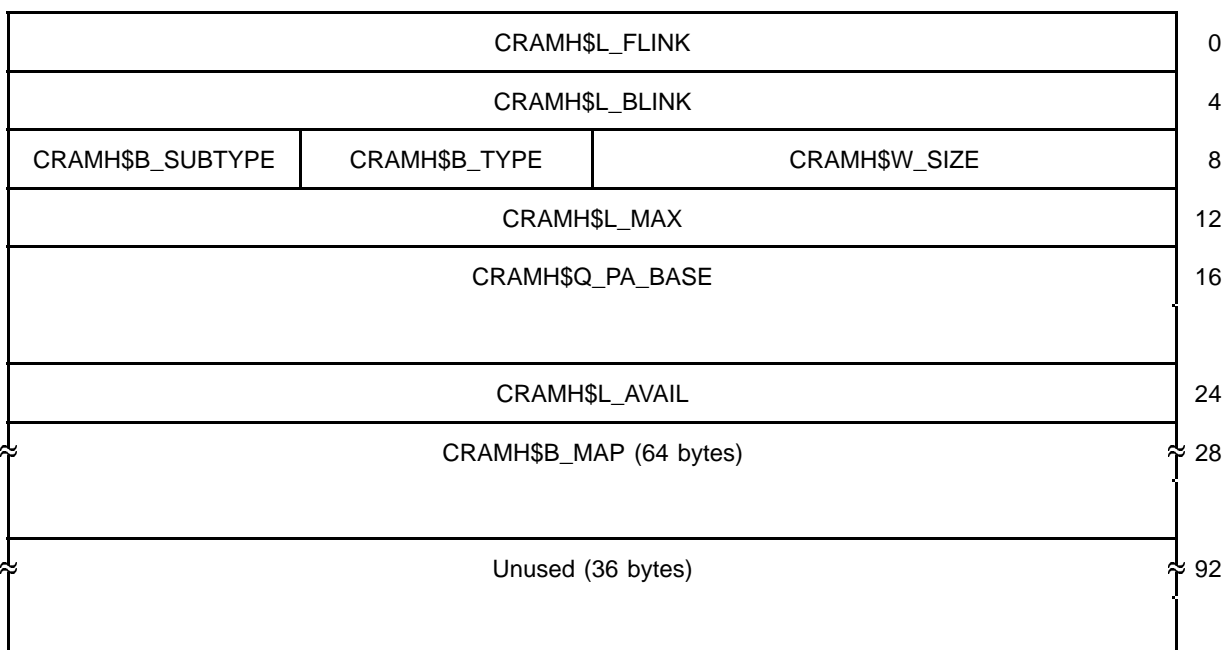 CRAMH$L_FLINK 0
CRAMH$L_BLINK 4
CRAMH$B_SUBTYPE CRAMH$B_TYPE CRAMH$W_SIZE 8
CRAMH$L_MAX 12
CRAMH$Q_PA_BASE 16
CRAMH$L_AVAIL 24
CRAMH$B_MAP (64 bytes) 28
Unused (36 bytes) 92